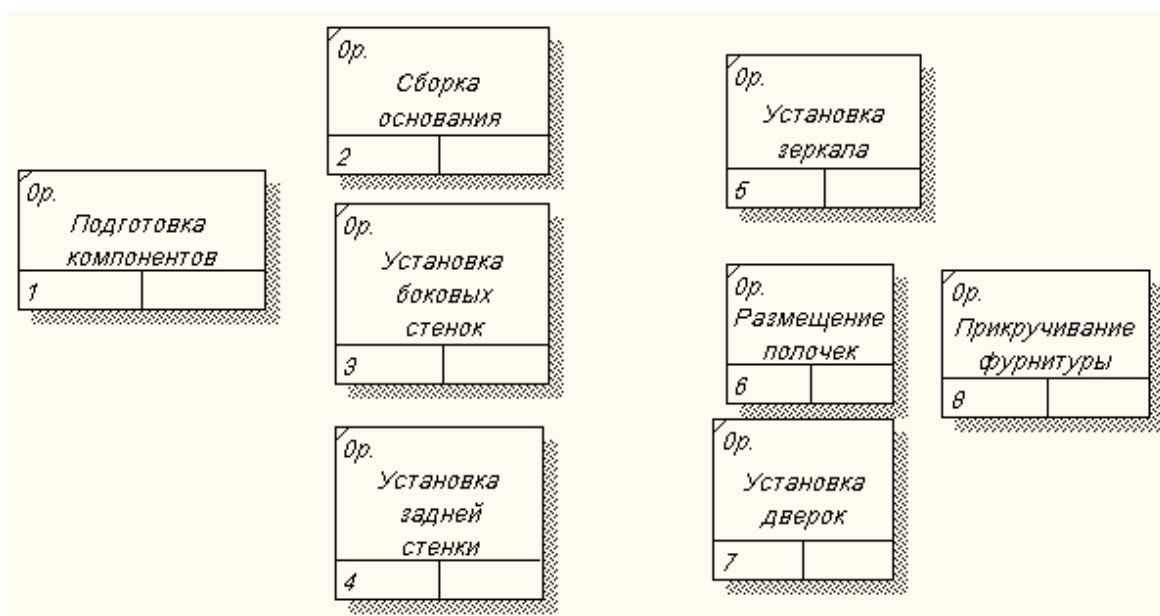 0р.
Подготовка
компонентов
1
0р.
Сборка
основания
2
0р.
Установка
боковых
стенок
3
0р.
Установка
задней
стенки
4
0р.
Установка
зеркала
5
0р.
Размещение
полочек
6
0р.
Установка
дверок
7
0р.
Прикручивание
фурнитуры
8